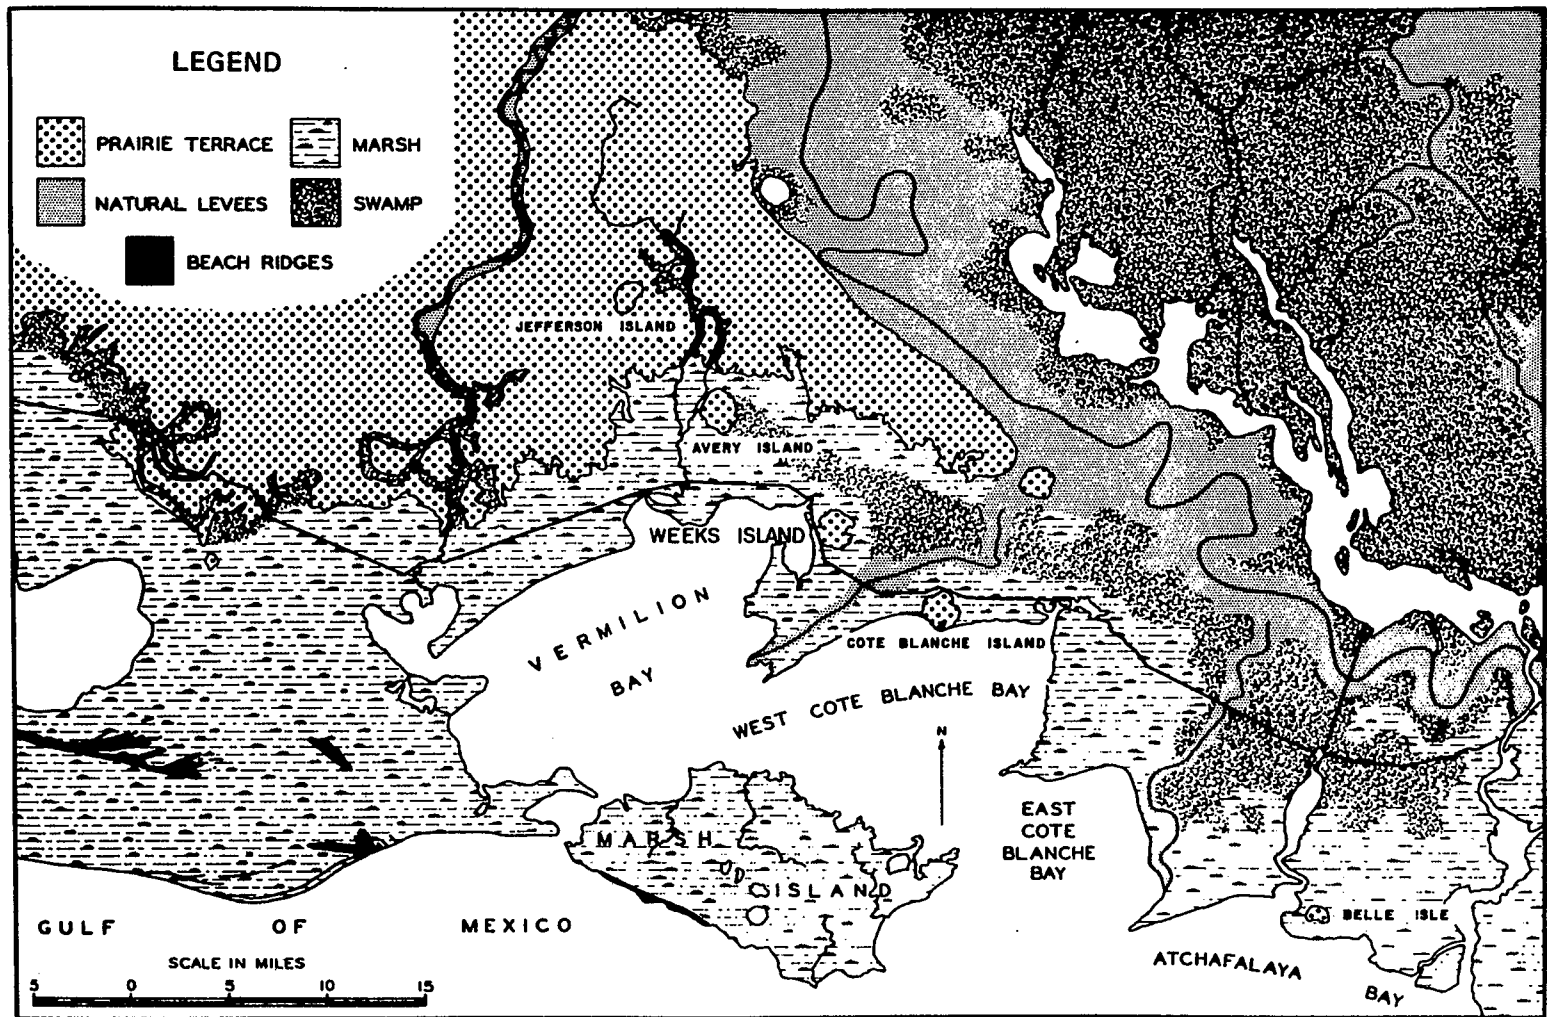 LEGEND
PRAIRIE TERRACE
MARSH
NATURAL LEVEES
SWAMP
BEACH RIDGES
JEFFERSON ISLAND
AVERY ISLAND
WEEKS ISLAND
VERMILION
BAY
COTE BLANCHE ISLAND
WEST COTE BLANCHE BAY
N
EAST
COTE
BLANCHE
BAY
MARSH
ISLAND
BELLE ISLE
GULF OF MEXICO
ATCHAFALAYA
BAY
SCALE IN MILES
5 0 5 10 15